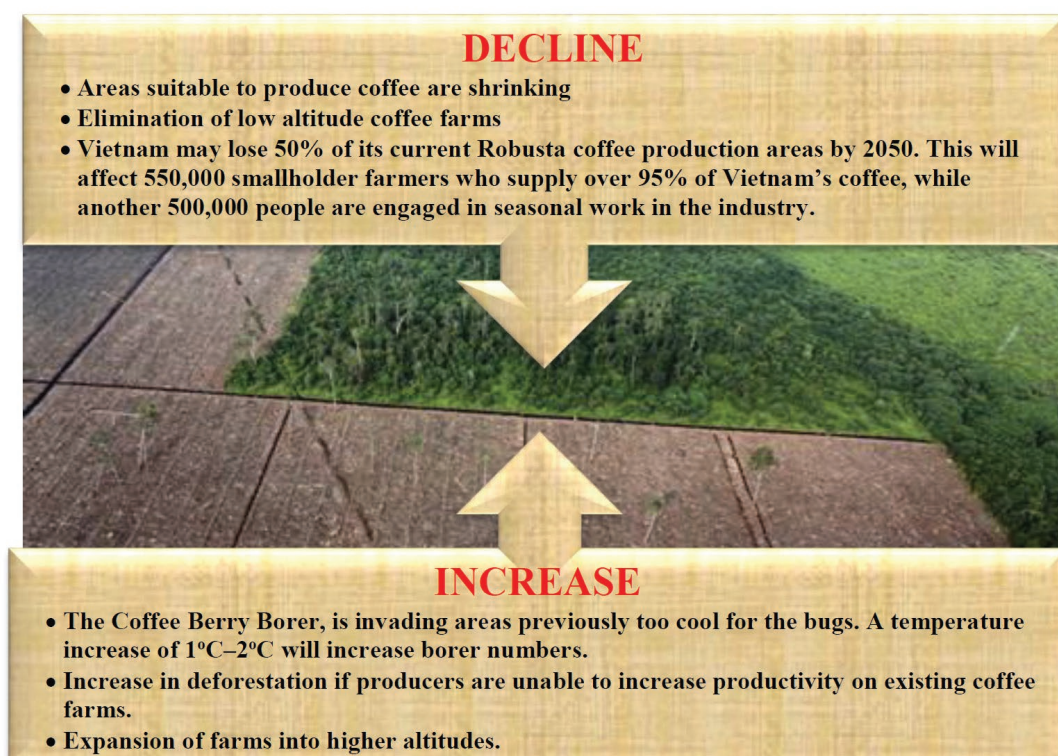 DECLINE
• Areas suitable to produce coffee are shrinking
• Elimination of low altitude coffee farms
• Vietnam may lose 50% of its current Robusta coffee production areas by 2050. This will
affect 550,000 smallholder farmers who supply over 95% of Vietnam’s coffee, while
another 500,000 people are engaged in seasonal work in the industry.
INCREASE
• The Coffee Berry Borer, is invading areas previously too cool for the bugs. A temperature
increase of 1ºC–2ºC will increase borer numbers.
• Increase in deforestation if producers are unable to increase productivity on existing coffee
farms.
• Expansion of farms into higher altitudes.